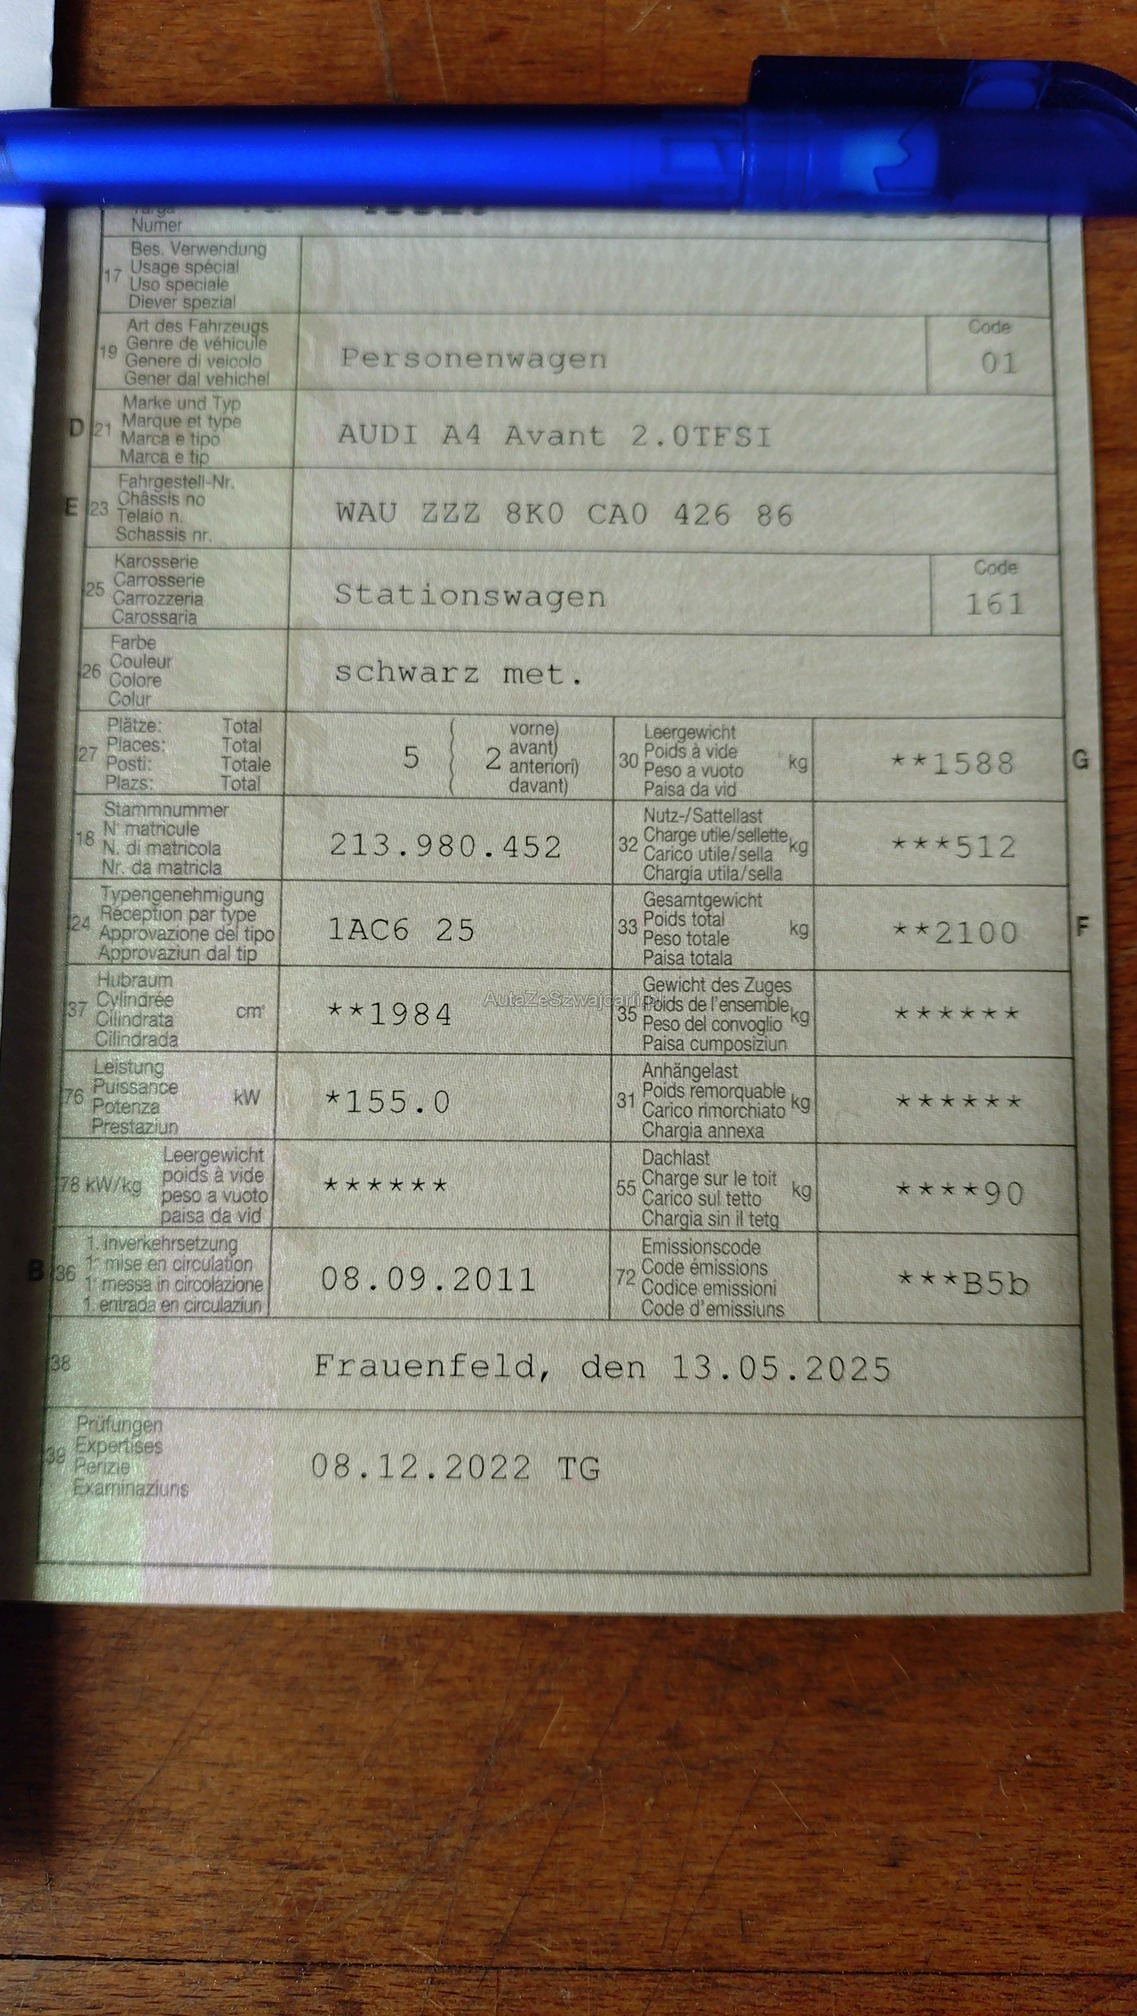 Numer
17 Bes. Verwendung
Usage spécial
Uso speciale
Diever spezial
19 Art des Fahrzeugs
Genre de véhicule
Genere di veicolo
Gener dal vehichel
Personenwagen
Code
01
D 21 Marke und Typ
Marque et type
Marca e tipo
Marca e tip
AUDI A4 Avant 2.0TFSI
E 23 Fahrgestell-Nr.
Châssis no
Telaio n.
Schassis nr.
WAU ZZZ 8K0 CA0 426 86
25 Karosserie
Carrosserie
Carrozzeria
Carossaria
Stationswagen
Code
161
26 Farbe
Couleur
Colore
Colur
schwarz met.
27 Plätze: Total
Places: Total
Posti: Totale
Plazs: Total
5 ( 2 vorne)
avant)
anteriori)
davant)
30 Leergewicht
Poids à vide kg
Peso a vuoto
Paisa da vid
**1588 G
18 Stammnummer
N° matricule
N. di matricola
Nr. da matricla
213.980.452
32 Nutz-/Sattellast
Charge utile/sellette kg
Carico utile/sella
Chargia utila/sella
***512
24 Typengenehmigung
Réception par type
Approvazione del tipo
Approvaziun dal tip
1AC6 25
33 Gesamtgewicht
Poids total kg
Peso totale
Paisa totala
**2100 F
37 Hubraum
Cylindrée cm³
Cilindrata
Cilindrada
**1984
AutaZeSzwajcarii.pl
35 Gewicht des Zuges
Poids de l'ensemble kg
Peso del convoglio
Paisa cumposiziun
******
76 Leistung
Puissance kW
Potenza
Prestaziun
*155.0
31 Anhängelast
Poids remorquable kg
Carico rimorchiato
Chargia annexa
******
78 kW/kg Leergewicht
poids à vide
peso a vuoto
paisa da vid
******
55 Dachlast
Charge sur le toit kg
Carico sul tetto
Chargia sin il tetg
****90
B 36 1. Inverkehrsetzung
1ʳᵉ mise en circulation
1ᵃ messa in circolazione
1. entrada en circulaziun
08.09.2011
72 Emissionscode
Code émissions
Codice emissioni
Code d'emissiuns
***B5b
38 Frauenfeld, den 13.05.2025
39 Prüfungen
Expertises
Perizie
Examinaziuns
08.12.2022 TG